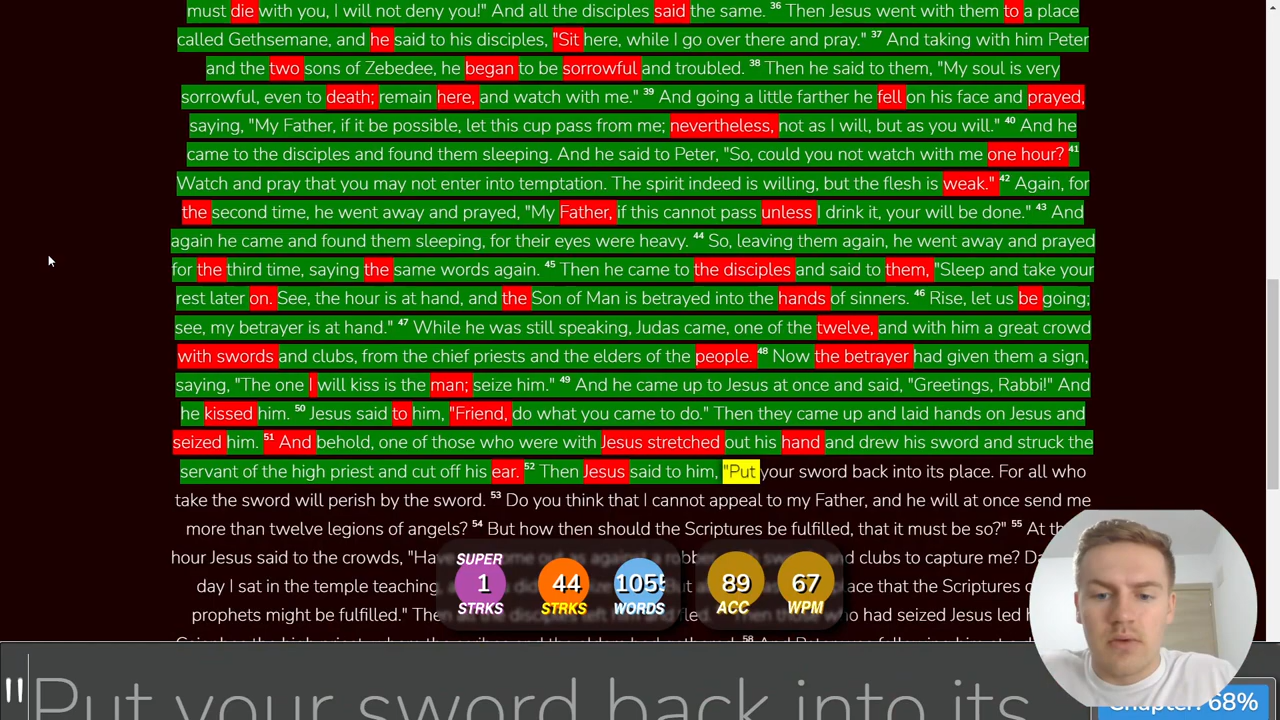 must die with you, I will not deny you!" And all the disciples said the same. 36 Then Jesus went with them to a place
called Gethsemane, and he said to his disciples, "Sit here, while I go over there and pray." 37 And taking with him Peter
and the two sons of Zebedee, he began to be sorrowful and troubled. 38 Then he said to them, "My soul is very
sorrowful, even to death; remain here, and watch with me." 39 And going a little farther he fell on his face and prayed,
saying, "My Father, if it be possible, let this cup pass from me; nevertheless, not as I will, but as you will." 40 And he
came to the disciples and found them sleeping. And he said to Peter, "So, could you not watch with me one hour? 41
Watch and pray that you may not enter into temptation. The spirit indeed is willing, but the flesh is weak." 42 Again, for
the second time, he went away and prayed, "My Father, if this cannot pass unless I drink it, your will be done." 43 And
again he came and found them sleeping, for their eyes were heavy. 44 So, leaving them again, he went away and prayed
for the third time, saying the same words again. 45 Then he came to the disciples and said to them, "Sleep and take your
rest later on. See, the hour is at hand, and the Son of Man is betrayed into the hands of sinners. 46 Rise, let us be going;
see, my betrayer is at hand." 47 While he was still speaking, Judas came, one of the twelve, and with him a great crowd
with swords and clubs, from the chief priests and the elders of the people. 48 Now the betrayer had given them a sign,
saying, "The one I will kiss is the man; seize him." 49 And he came up to Jesus at once and said, "Greetings, Rabbi!" And
he kissed him. 50 Jesus said to him, "Friend, do what you came to do." Then they came up and laid hands on Jesus and
seized him. 51 And behold, one of those who were with Jesus stretched out his hand and drew his sword and struck the
servant of the high priest and cut off his ear. 52 Then Jesus said to him, "Put your sword back into its place. For all who
take the sword will perish by the sword. 53 Do you think that I cannot appeal to my Father, and he will at once send me
more than twelve legions of angels? 54 But how then should the Scriptures be fulfilled, that it must be so?" 55 At
hour Jesus said to the crowds, "Have come out as against a robber, and clubs to capture me?
day I sat in the temple teaching, place that the Scriptures
prophets might be fulfilled." had seized Jesus led
58 And Peter
SUPER
1
STRKS
44
STRKS
105
WORDS
89
ACC
67
WPM
"Put your sword back into its
Chapter: 68%